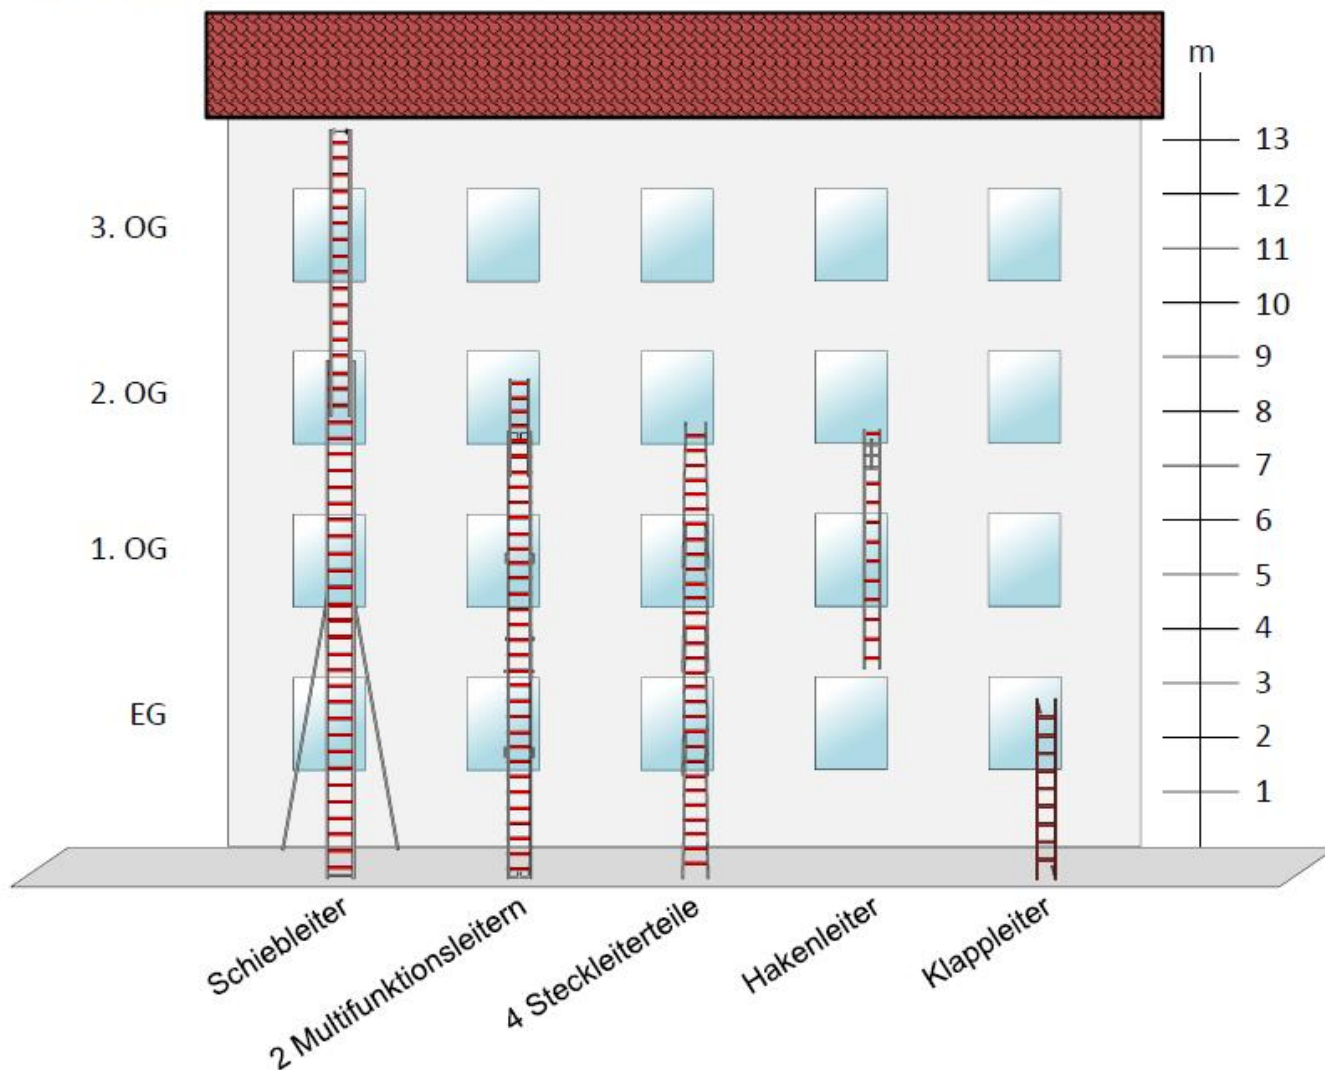 m
13
12
3. OG
11
10
9
2. OG
8
7
6
1. OG
5
4
3
EG
2
1
Schiebleiter
2 Multifunktionsleitern
4 Steckleiterteile
Hakenleiter
Klappleiter